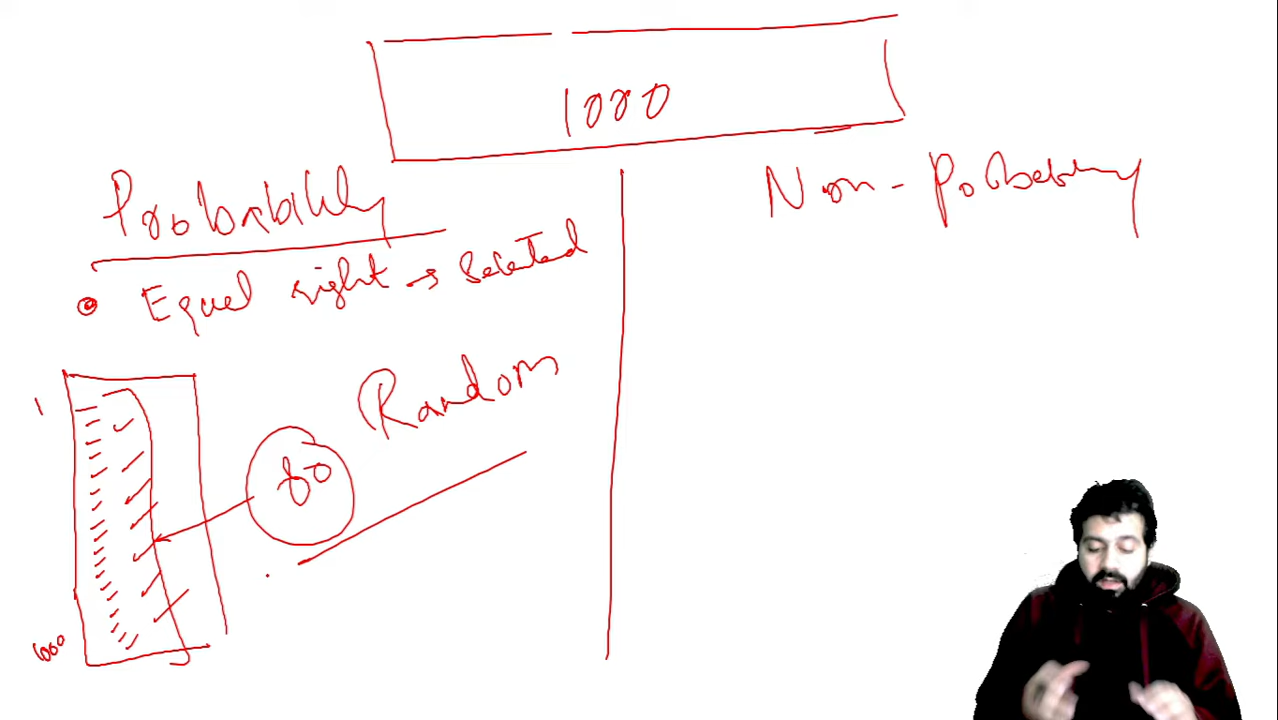 1000
Probability
Non-Probability
Equal right → Selected
Random
80
1
1000